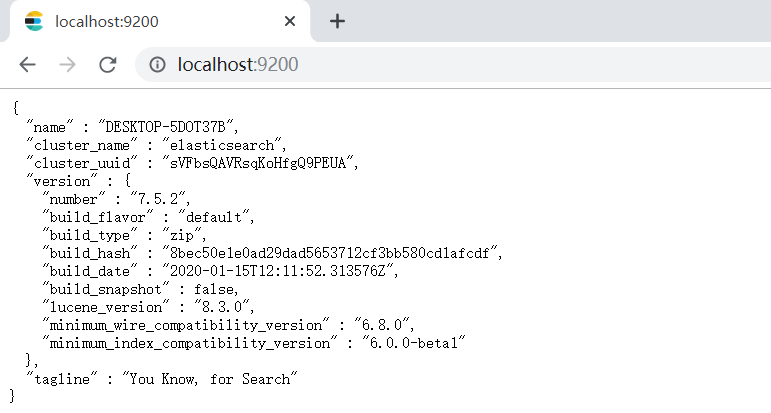 localhost:9200
localhost:9200
{
"name" : "DESKTOP-5DOT37B",
"cluster_name" : "elasticsearch",
"cluster_uuid" : "sVFbsQAVRsqKoHfgQ9PEUA",
"version" : {
"number" : "7.5.2",
"build_flavor" : "default",
"build_type" : "zip",
"build_hash" : "8bec50e1e0ad29dad5653712cf3bb580cd1afcdf",
"build_date" : "2020-01-15T12:11:52.313576Z",
"build_snapshot" : false,
"lucene_version" : "8.3.0",
"minimum_wire_compatibility_version" : "6.8.0",
"minimum_index_compatibility_version" : "6.0.0-beta1"
},
"tagline" : "You Know, for Search"
}